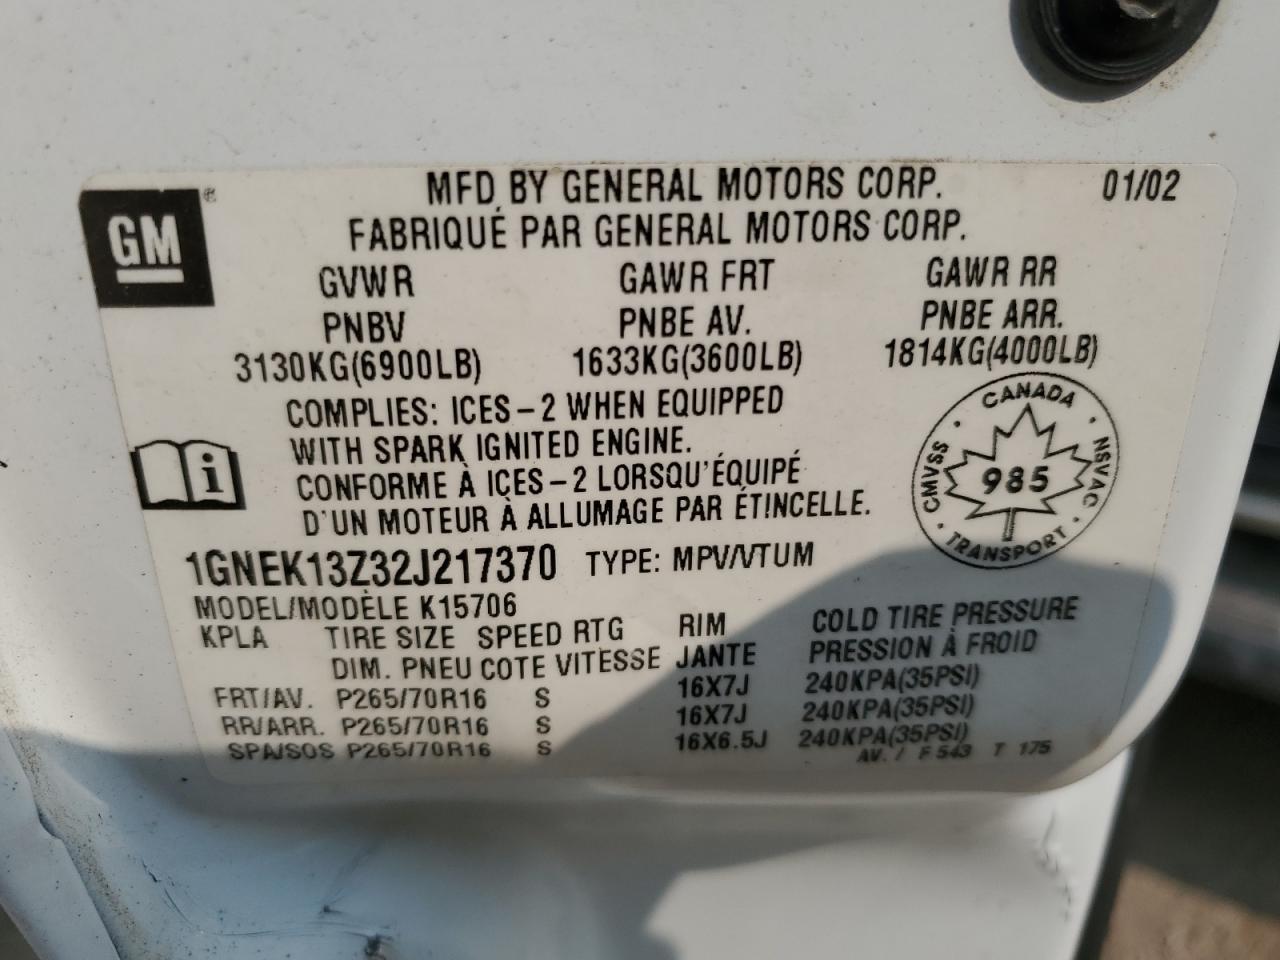 GM ®
MFD BY GENERAL MOTORS CORP. 01/02
FABRIQUÉ PAR GENERAL MOTORS CORP.
GVWR GAWR FRT GAWR RR
PNBV PNBE AV. PNBE ARR.
3130KG(6900LB) 1633KG(3600LB) 1814KG(4000LB)
COMPLIES: ICES-2 WHEN EQUIPPED
WITH SPARK IGNITED ENGINE.
CONFORME À ICES-2 LORSQU'ÉQUIPÉ
D'UN MOTEUR À ALLUMAGE PAR ÉTINCELLE.
CANADA
CMVSS 985 NSVAC
TRANSPORT
1GNEK13Z32J217370 TYPE: MPV/VTUM
MODEL/MODÈLE K15706
KPLA TIRE SIZE SPEED RTG RIM COLD TIRE PRESSURE
DIM. PNEU COTE VITESSE JANTE PRESSION À FROID
FRT/AV. P265/70R16 S 16X7J 240KPA(35PSI)
RR/ARR. P265/70R16 S 16X7J 240KPA(35PSI)
SPA/SOS P265/70R16 S 16X6.5J 240KPA(35PSI)
AV. / F 543 T 175